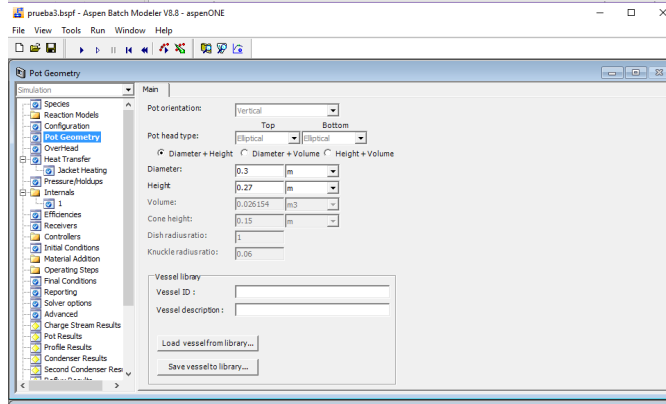 prueba3.bspf - Aspen Batch Modeler V8.8 - aspenONE
File View Tools Run Window Help
Pot Geometry
Simulation
Species
Reaction Models
Configuration
Pot Geometry
OverHead
Heat Transfer
Jacket Heating
Pressure/Holdups
Internals
1
Efficiencies
Receivers
Controllers
Initial Conditions
Material Addition
Operating Steps
Final Conditions
Reporting
Solver options
Advanced
Charge Stream Results
Pot Results
Profile Results
Condenser Results
Second Condenser Resu
Main
Pot orientation: Vertical
Top Bottom
Pot head type: Elliptical Elliptical
Diameter + Height Diameter + Volume Height + Volume
Diameter: 0.3 m
Height 0.27 m
Volume: 0.026154 m3
Cone height: 0.15 m
Dish radius ratio: 1
Knuckle radius ratio: 0.06
Vessel library
Vessel ID :
Vessel description :
Load vessel from library...
Save vessel to library...